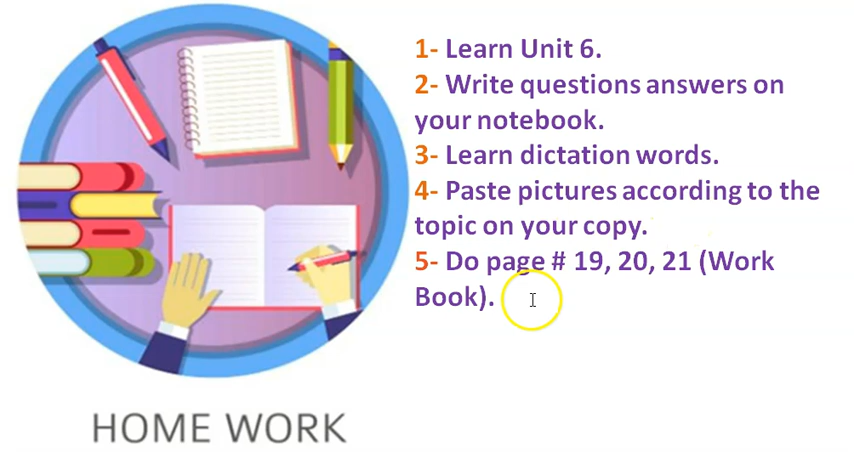 1- Learn Unit 6.
2- Write questions answers on
your notebook.
3- Learn dictation words.
4- Paste pictures according to the
topic on your copy.
5- Do page # 19, 20, 21 (Work
Book).
HOME WORK